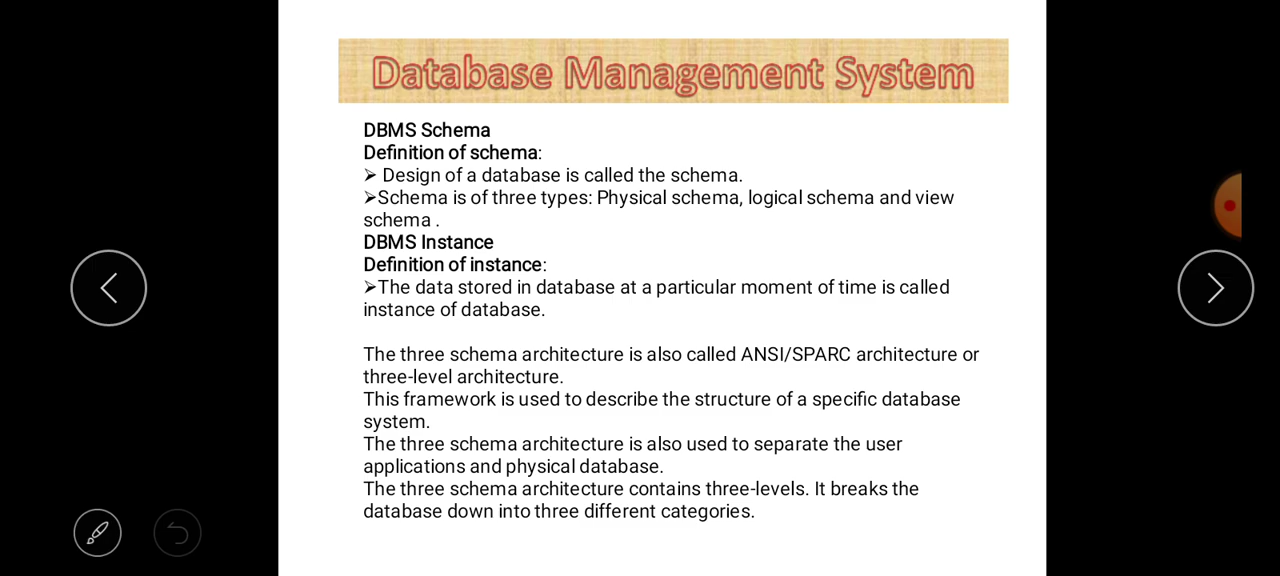 Database Management System
DBMS Schema
Definition of schema:
➢ Design of a database is called the schema.
➢Schema is of three types: Physical schema, logical schema and view
schema .
DBMS Instance
Definition of instance:
➢The data stored in database at a particular moment of time is called
instance of database.
The three schema architecture is also called ANSI/SPARC architecture or
three-level architecture.
This framework is used to describe the structure of a specific database
system.
The three schema architecture is also used to separate the user
applications and physical database.
The three schema architecture contains three-levels. It breaks the
database down into three different categories.